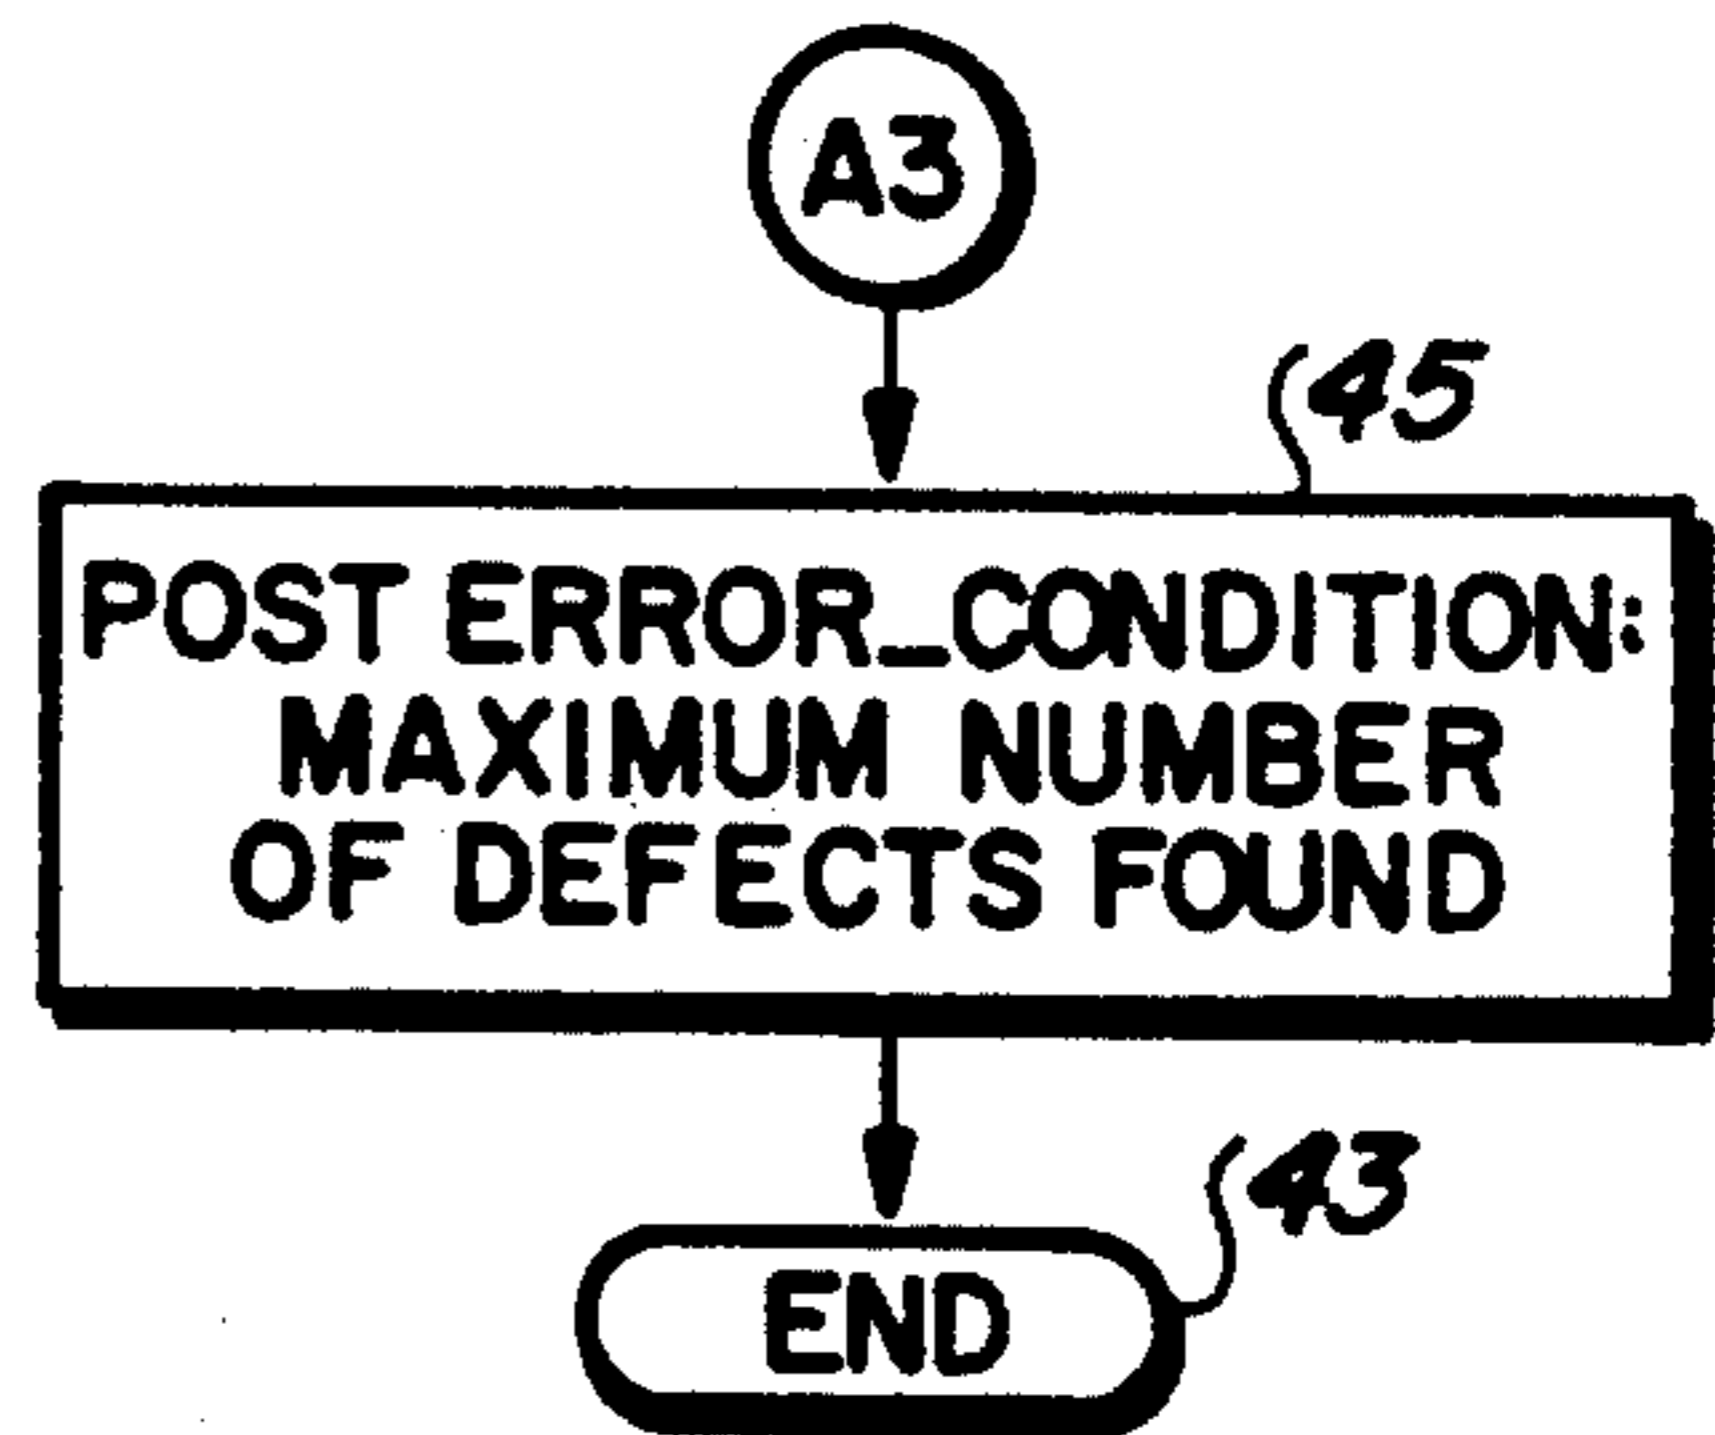 A3
45
POST ERROR_CONDITION:
MAXIMUM NUMBER
OF DEFECTS FOUND
43
END